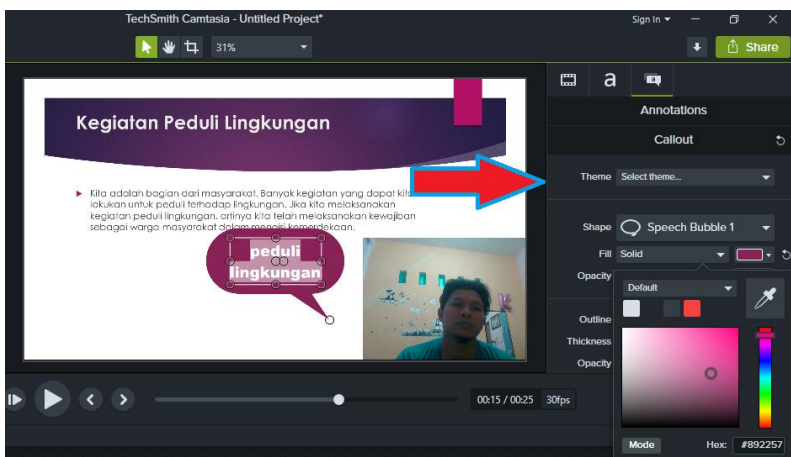 TechSmith Camtasia - Untitled Project*
Sign In
31%
Share
a
a
Annotations
Callout
Kegiatan Peduli Lingkungan
Theme Select theme...
Kita adalah bagian dari masyarakat. Banyak kegiatan yang dapat kita
lakukan untuk peduli terhadap lingkungan. Jika kita melaksanakan
kegiatan peduli lingkungan, artinya kita telah melaksanakan kewajiban
sebagai warga masyarakat dalam mengisi kemerdekaan.
peduli
lingkungan
Shape Speech Bubble 1
Fill Solid
Opacity
Default
Outline
Thickness
Opacity
00:15 / 00:25 30fps
Mode Hex: #892257